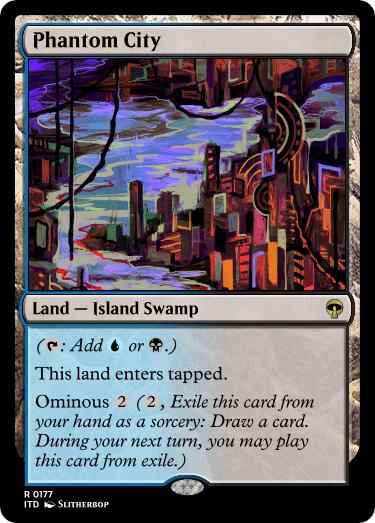 Phantom City
Land — Island Swamp
(: Add or .)
This land enters tapped.
Ominous 2 (2, Exile this card from
your hand as a sorcery: Draw a card.
During your next turn, you may play
this card from exile.)
R 0177
ITD SLITHERBOP